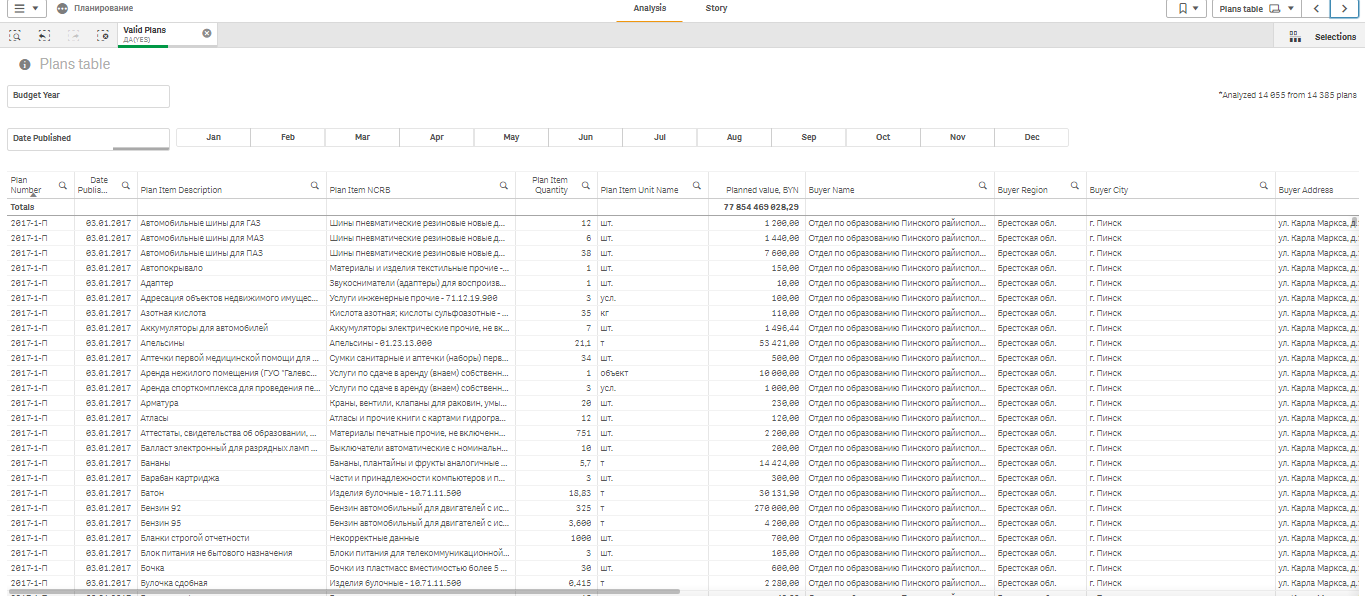 Планирование Analysis Story Plans table
Valid Plans
ДА(YES)
Selections
Plans table
Budget Year
*Analyzed 14 055 from 14 385 plans
Date Published Jan Feb Mar Apr May Jun Jul Aug Sep Oct Nov Dec
Plan Number Date Publis... Plan Item Description Plan Item NCRB Plan Item Quantity Plan Item Unit Name Planned value, BYN Buyer Name Buyer Region Buyer City Buyer Address
Totals 77 854 469 028,29
2017-1-П 03.01.2017 Автомобильные шины для ГАЗ Шины пневматические резиновые новые д... 12 шт. 1 200,00 Отдел по образованию Пинского райиспол... Брестская обл. г. Пинск ул. Карла Маркса, д.
2017-1-П 03.01.2017 Автомобильные шины для МАЗ Шины пневматические резиновые новые д... 6 шт. 1 440,00 Отдел по образованию Пинского райиспол... Брестская обл. г. Пинск ул. Карла Маркса, д.
2017-1-П 03.01.2017 Автомобильные шины для ПАЗ Шины пневматические резиновые новые д... 38 шт. 7 600,00 Отдел по образованию Пинского райиспол... Брестская обл. г. Пинск ул. Карла Маркса, д.
2017-1-П 03.01.2017 Автопокрывало Материалы и изделия текстильные прочие -... 1 шт. 150,00 Отдел по образованию Пинского райиспол... Брестская обл. г. Пинск ул. Карла Маркса, д.
2017-1-П 03.01.2017 Адаптер Звукосниматели (адаптеры) для воспроизв... 1 шт. 10,00 Отдел по образованию Пинского райиспол... Брестская обл. г. Пинск ул. Карла Маркса, д.
2017-1-П 03.01.2017 Адресация объектов недвижимого имущес... Услуги инженерные прочие - 71.12.19.900 3 усл. 100,00 Отдел по образованию Пинского райиспол... Брестская обл. г. Пинск ул. Карла Маркса, д.
2017-1-П 03.01.2017 Азотная кислота Кислота азотная; кислоты сульфоазотные -... 35 кг 110,00 Отдел по образованию Пинского райиспол... Брестская обл. г. Пинск ул. Карла Маркса, д.
2017-1-П 03.01.2017 Аккумуляторы для автомобилей Аккумуляторы электрические прочие, не вк... 7 шт. 1 496,44 Отдел по образованию Пинского райиспол... Брестская обл. г. Пинск ул. Карла Маркса, д.
2017-1-П 03.01.2017 Апельсины Апельсины - 01.23.13.000 21,1 т 53 421,00 Отдел по образованию Пинского райиспол... Брестская обл. г. Пинск ул. Карла Маркса, д.
2017-1-П 03.01.2017 Аптечки первой медицинской помощи для ... Сумки санитарные и аптечки (наборы) перв... 34 шт. 500,00 Отдел по образованию Пинского райиспол... Брестская обл. г. Пинск ул. Карла Маркса, д.
2017-1-П 03.01.2017 Аренда нежилого помещения (ГУО "Галевс... Услуги по сдаче в аренду (внаем) собственн... 1 объект 10 000,00 Отдел по образованию Пинского райиспол... Брестская обл. г. Пинск ул. Карла Маркса, д.
2017-1-П 03.01.2017 Аренда спорткомплекса для проведения пе... Услуги по сдаче в аренду (внаем) собственн... 3 усл. 1 000,00 Отдел по образованию Пинского райиспол... Брестская обл. г. Пинск ул. Карла Маркса, д.
2017-1-П 03.01.2017 Арматура Краны, вентили, клапаны для раковин, умы... 20 шт. 230,00 Отдел по образованию Пинского райиспол... Брестская обл. г. Пинск ул. Карла Маркса, д.
2017-1-П 03.01.2017 Атласы Атласы и прочие книги с картами гидрогра... 12 шт. 120,00 Отдел по образованию Пинского райиспол... Брестская обл. г. Пинск ул. Карла Маркса, д.
2017-1-П 03.01.2017 Аттестаты, свидетельства об образовании, ... Материалы печатные прочие, не включенн... 751 шт. 2 200,00 Отдел по образованию Пинского райиспол... Брестская обл. г. Пинск ул. Карла Маркса, д.
2017-1-П 03.01.2017 Валласт электронный для разрядных ламп ... Выключатели автоматические с номинальн... 10 шт. 200,00 Отдел по образованию Пинского райиспол... Брестская обл. г. Пинск ул. Карла Маркса, д.
2017-1-П 03.01.2017 Бананы Бананы, плантайны и фрукты аналогичные ... 5,7 т 14 424,00 Отдел по образованию Пинского райиспол... Брестская обл. г. Пинск ул. Карла Маркса, д.
2017-1-П 03.01.2017 Барабан картриджа Части и принадлежности компьютеров и п... 3 шт. 300,00 Отдел по образованию Пинского райиспол... Брестская обл. г. Пинск ул. Карла Маркса, д.
2017-1-П 03.01.2017 Батон Изделия булочные - 10.71.11.500 18,83 т 30 131,90 Отдел по образованию Пинского райиспол... Брестская обл. г. Пинск ул. Карла Маркса, д.
2017-1-П 03.01.2017 Бензин 92 Бензин автомобильный для двигателей с ис... 325 т 270 000,00 Отдел по образованию Пинского райиспол... Брестская обл. г. Пинск ул. Карла Маркса, д.
2017-1-П 03.01.2017 Бензин 95 Бензин автомобильный для двигателей с ис... 3,600 т 4 200,00 Отдел по образованию Пинского райиспол... Брестская обл. г. Пинск ул. Карла Маркса, д.
2017-1-П 03.01.2017 Бланки строгой отчетности Некорректные данные 1000 шт. 700,00 Отдел по образованию Пинского райиспол... Брестская обл. г. Пинск ул. Карла Маркса, д.
2017-1-П 03.01.2017 Блок питания не бытового назначения Блоки питания для телекоммуникационной... 3 шт. 105,00 Отдел по образованию Пинского райиспол... Брестская обл. г. Пинск ул. Карла Маркса, д.
2017-1-П 03.01.2017 Бочка Бочки из пластмасс вместимостью более 5 ... 30 шт. 600,00 Отдел по образованию Пинского райиспол... Брестская обл. г. Пинск ул. Карла Маркса, д.
2017-1-П 03.01.2017 Булочка сдобная Изделия булочные - 10.71.11.500 0,415 т 2 280,00 Отдел по образованию Пинского райиспол... Брестская обл. г. Пинск ул. Карла Маркса, д.